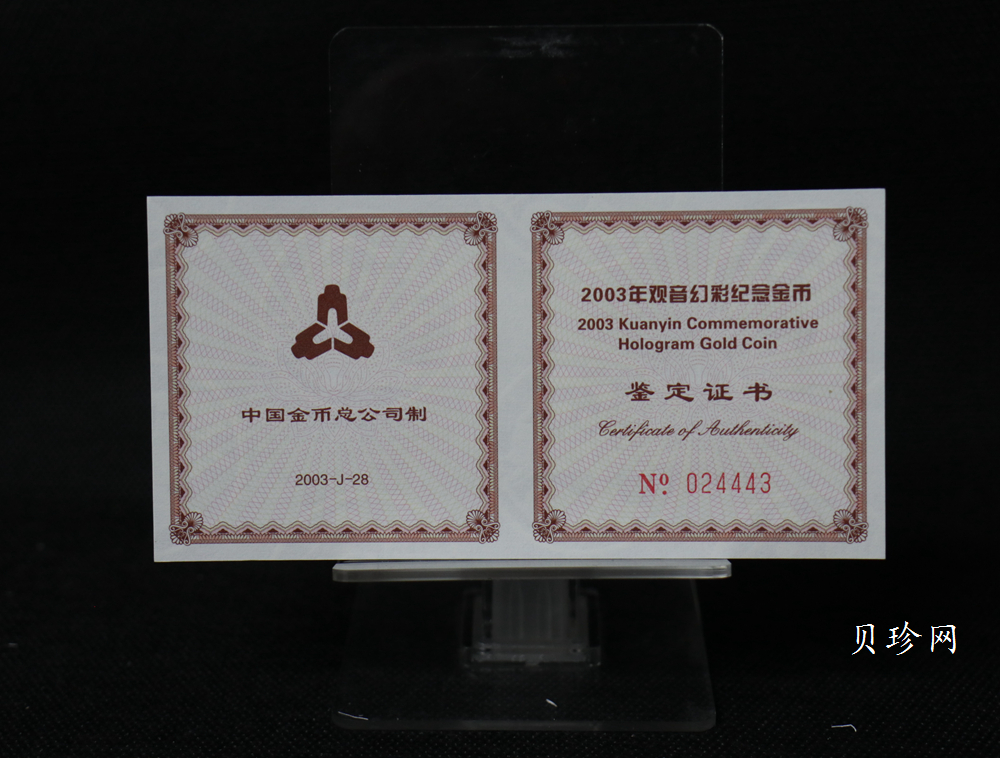 中国金币总公司制
2003-J-28
2003年观音幻彩纪念金币
2003 Kuanyin Commemorative
Hologram Gold Coin
鉴定证书
Certificate of Authenticity
Nº. 024443
贝珍网